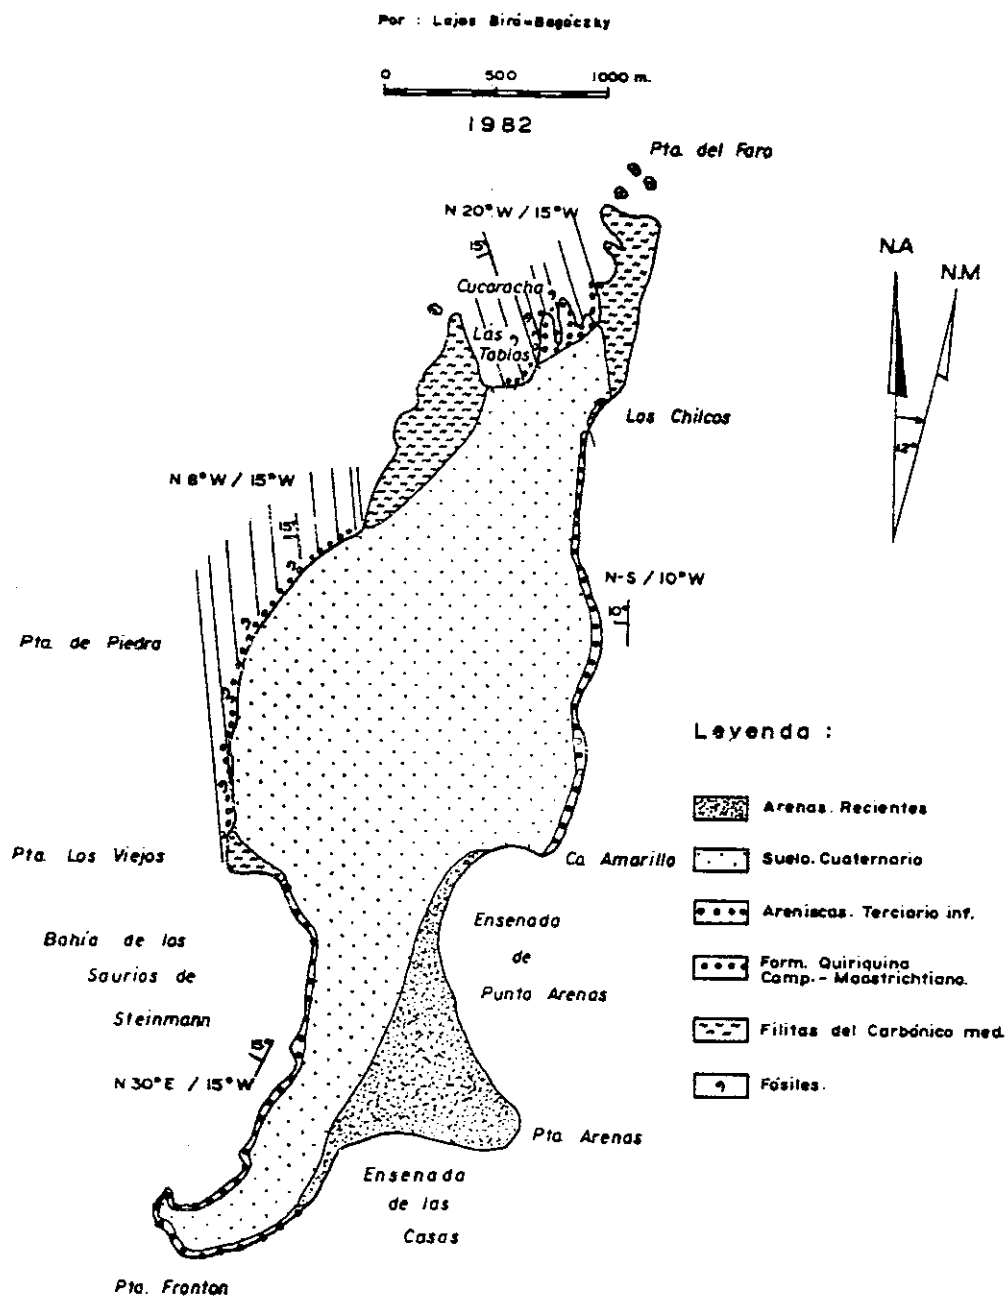 Por : Lajos Biró-Bagóczky
0 500 1000 m.
1982
Pta. del Faro
N 20° W / 15° W
15°
N.A
N.M
Cucaracha
Las
Tablas
Los Chilcos
12°
N 8° W / 15° W
15°
N-S / 10° W
10°
Pta. de Piedra
Leyenda :
Arenas. Recientes
Pta. Los Viejos
Ca. Amarillo
Suelo. Cuaternario
Ensenada
de
Punta Arenas
Areniscas. Terciario inf.
Bahía de los
Saurios de
Steinmann
Form. Quiriquina
Camp.- Maastrichtiano.
15°
N 30° E / 15° W
Filitas del Carbónico med.
Fósiles.
Pta. Arenas
Ensenada
de las
Casas
Pta. Fronton